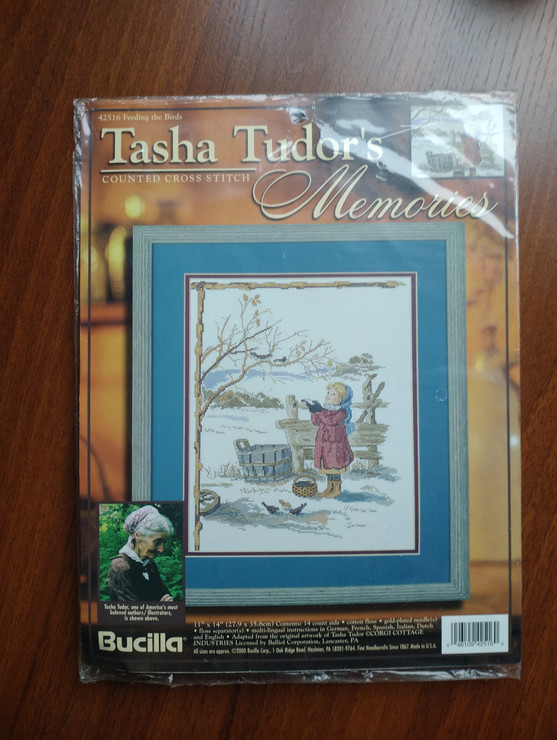 42516 Feeding the Birds
Tasha Tudor's
COUNTED CROSS STITCH
Memories
Tasha Tudor, one of America's most
beloved authors/ illustrators,
is shown above.
Bucilla
11" x 14" (27.9 x 35.6cm) Contents: 14 count aida • cotton floss • gold-plated needle(s)
• floss separator(s) • multi-lingual instructions in German, French, Spanish, Italian, Dutch
and English • Adapted from the original artwork of Tasha Tudor ©CORGI COTTAGE
INDUSTRIES Licensed by Balliol Corporation, Lancaster, PA
All sizes are approx. ©2000 Bucilla Corp., 1 Oak Ridge Road, Hazleton, PA 18201-9764. Fine Needlecrafts Since 1867. Made in U.S.A.
46109 42516